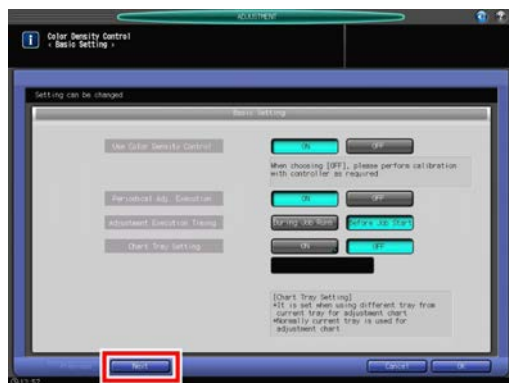 ADJUSTMENT
Color Density Control
< Basic Setting >
Setting can be changed
Basic Setting
Use Color Density Control
ON
OFF
When choosing [OFF], please perform calibration
with controller as required
Periodical Adj. Execution
ON
OFF
Adjustment Execution Timing
During Job Runs
Before Job Start
Chart Tray Setting
ON
OFF
[Chart Tray Setting]
*It is set when using different tray from
current tray for adjustment chart
*Normally current tray is used for
adjustment chart
Next
Cancel
OK